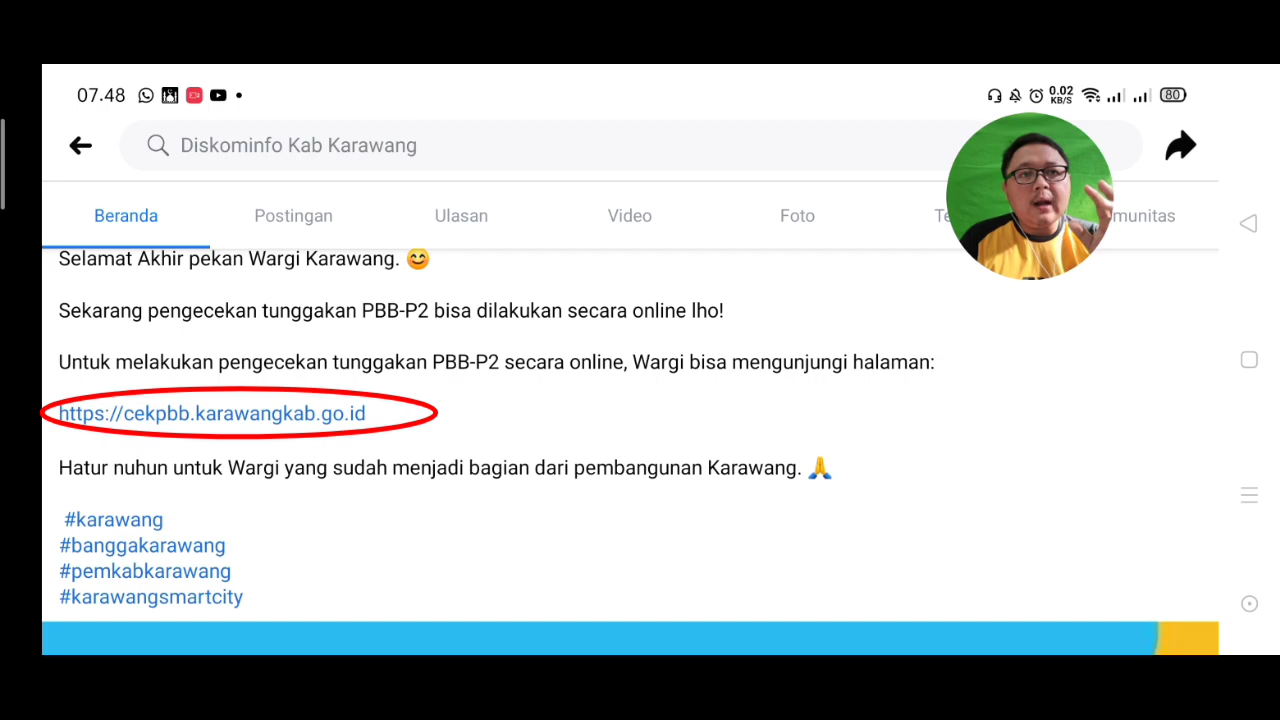 07.48
0.02
KB/S
80
Diskominfo Kab Karawang
Beranda Postingan Ulasan Video Foto
Selamat Akhir pekan Wargi Karawang. 😊
Sekarang pengecekan tunggakan PBB-P2 bisa dilakukan secara online lho!
Untuk melakukan pengecekan tunggakan PBB-P2 secara online, Wargi bisa mengunjungi halaman:
https://cekpbb.karawangkab.go.id
Hatur nuhun untuk Wargi yang sudah menjadi bagian dari pembangunan Karawang. 🙏
#karawang
#banggakarawang
#pemkabkarawang
#karawangsmartcity